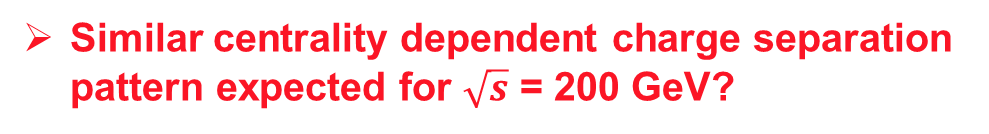 ➢ Similar centrality dependent charge separation
pattern expected for √s = 200 GeV?